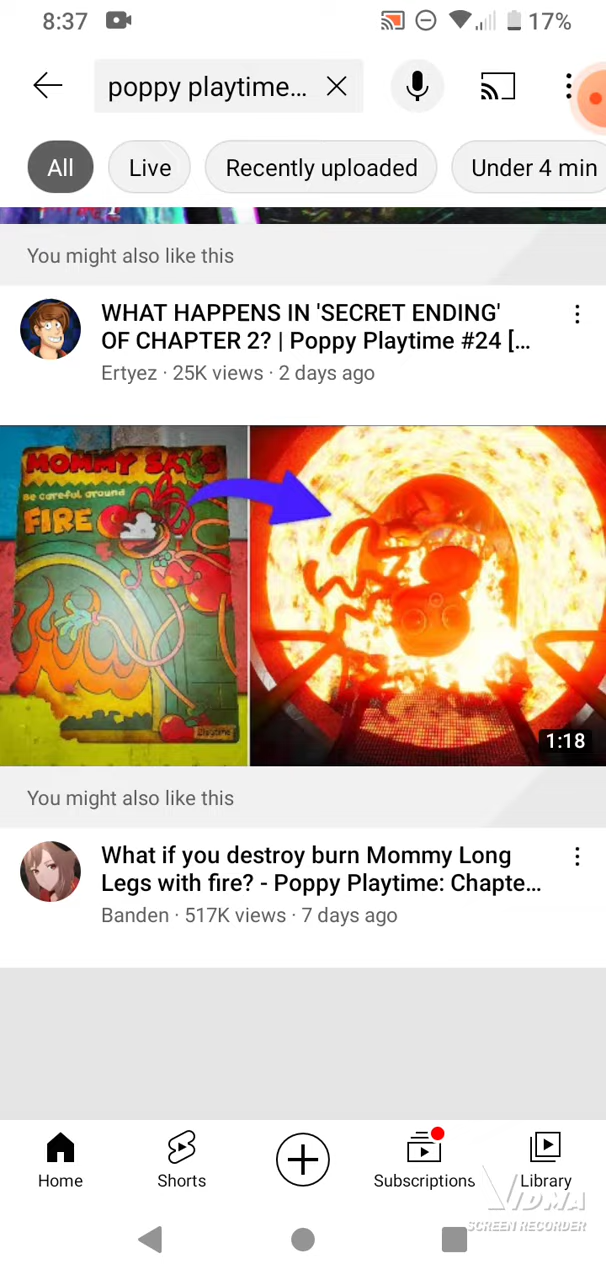 8:37
17%
poppy playtime...
All
Live
Recently uploaded
Under 4 min
You might also like this
WHAT HAPPENS IN 'SECRET ENDING'
OF CHAPTER 2? | Poppy Playtime #24 [...
Ertyez · 25K views · 2 days ago
MOMMY SAYS
Be careful around
FIRE
Playtime
1:18
You might also like this
What if you destroy burn Mommy Long
Legs with fire? - Poppy Playtime: Chapte...
Banden · 517K views · 7 days ago
Home
Shorts
Subscriptions
Library
VIDMA
SCREEN RECORDER